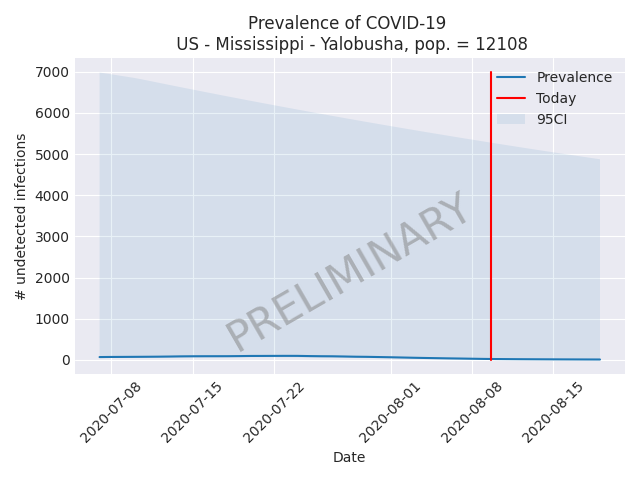 Prevalence of COVID-19
US - Mississippi - Yalobusha, pop. = 12108
7000
6000
5000
4000
3000
2000
1000
0
# undetected infections
Prevalence
Today
95CI
PRELIMINARY
2020-07-08
2020-07-15
2020-07-22
2020-08-01
2020-08-08
2020-08-15
Date